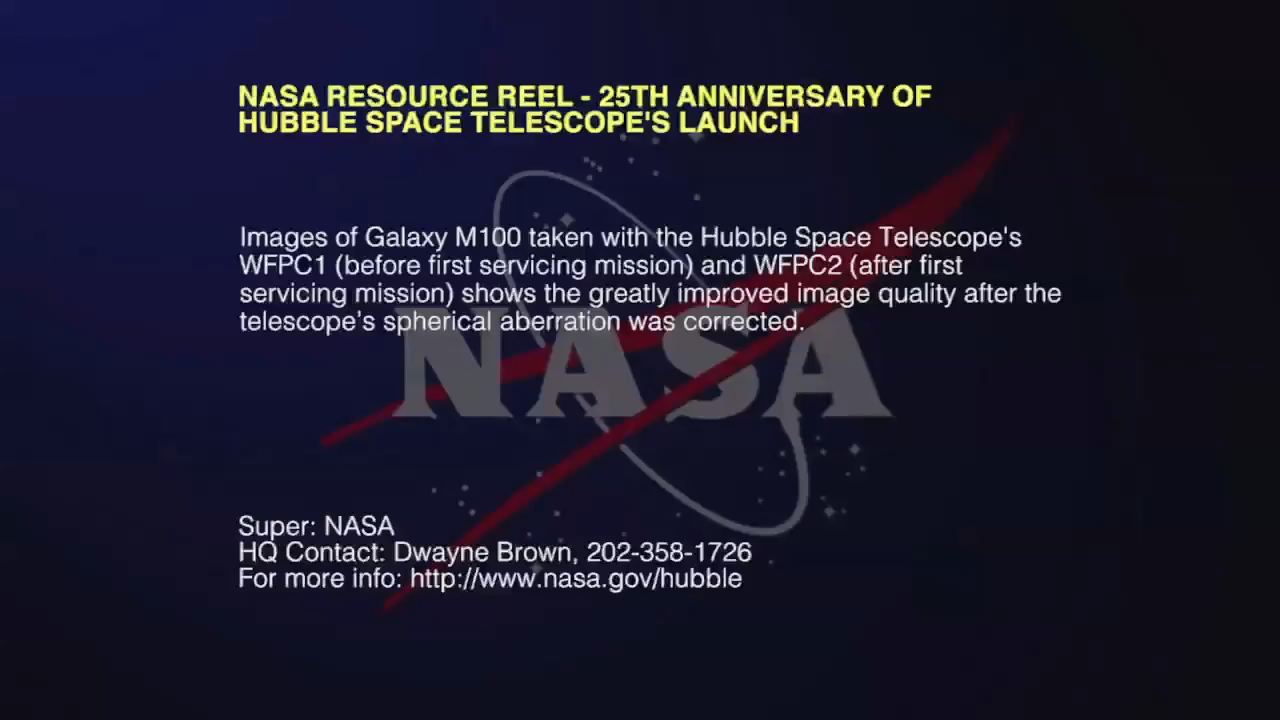 NASA RESOURCE REEL - 25TH ANNIVERSARY OF
HUBBLE SPACE TELESCOPE'S LAUNCH
Images of Galaxy M100 taken with the Hubble Space Telescope's
WFPC1 (before first servicing mission) and WFPC2 (after first
servicing mission) shows the greatly improved image quality after the
telescope's spherical aberration was corrected.
NASA
Super: NASA
HQ Contact: Dwayne Brown, 202-358-1726
For more info: http://www.nasa.gov/hubble